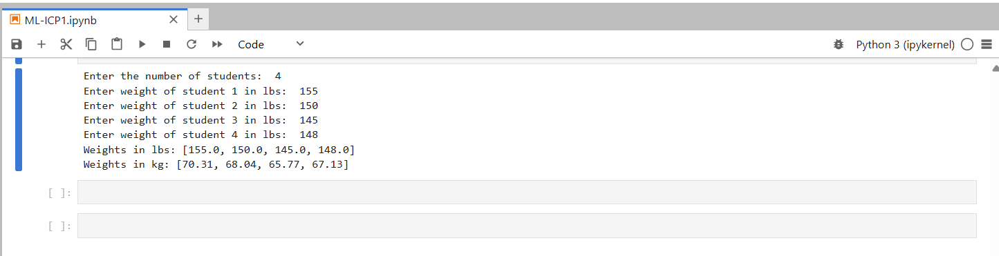 ML-ICP1.ipynb
Code
Python 3 (ipykernel)
Enter the number of students:  4
Enter weight of student 1 in lbs:  155
Enter weight of student 2 in lbs:  150
Enter weight of student 3 in lbs:  145
Enter weight of student 4 in lbs:  148
Weights in lbs: [155.0, 150.0, 145.0, 148.0]
Weights in kg: [70.31, 68.04, 65.77, 67.13]
[ ]:
[ ]: